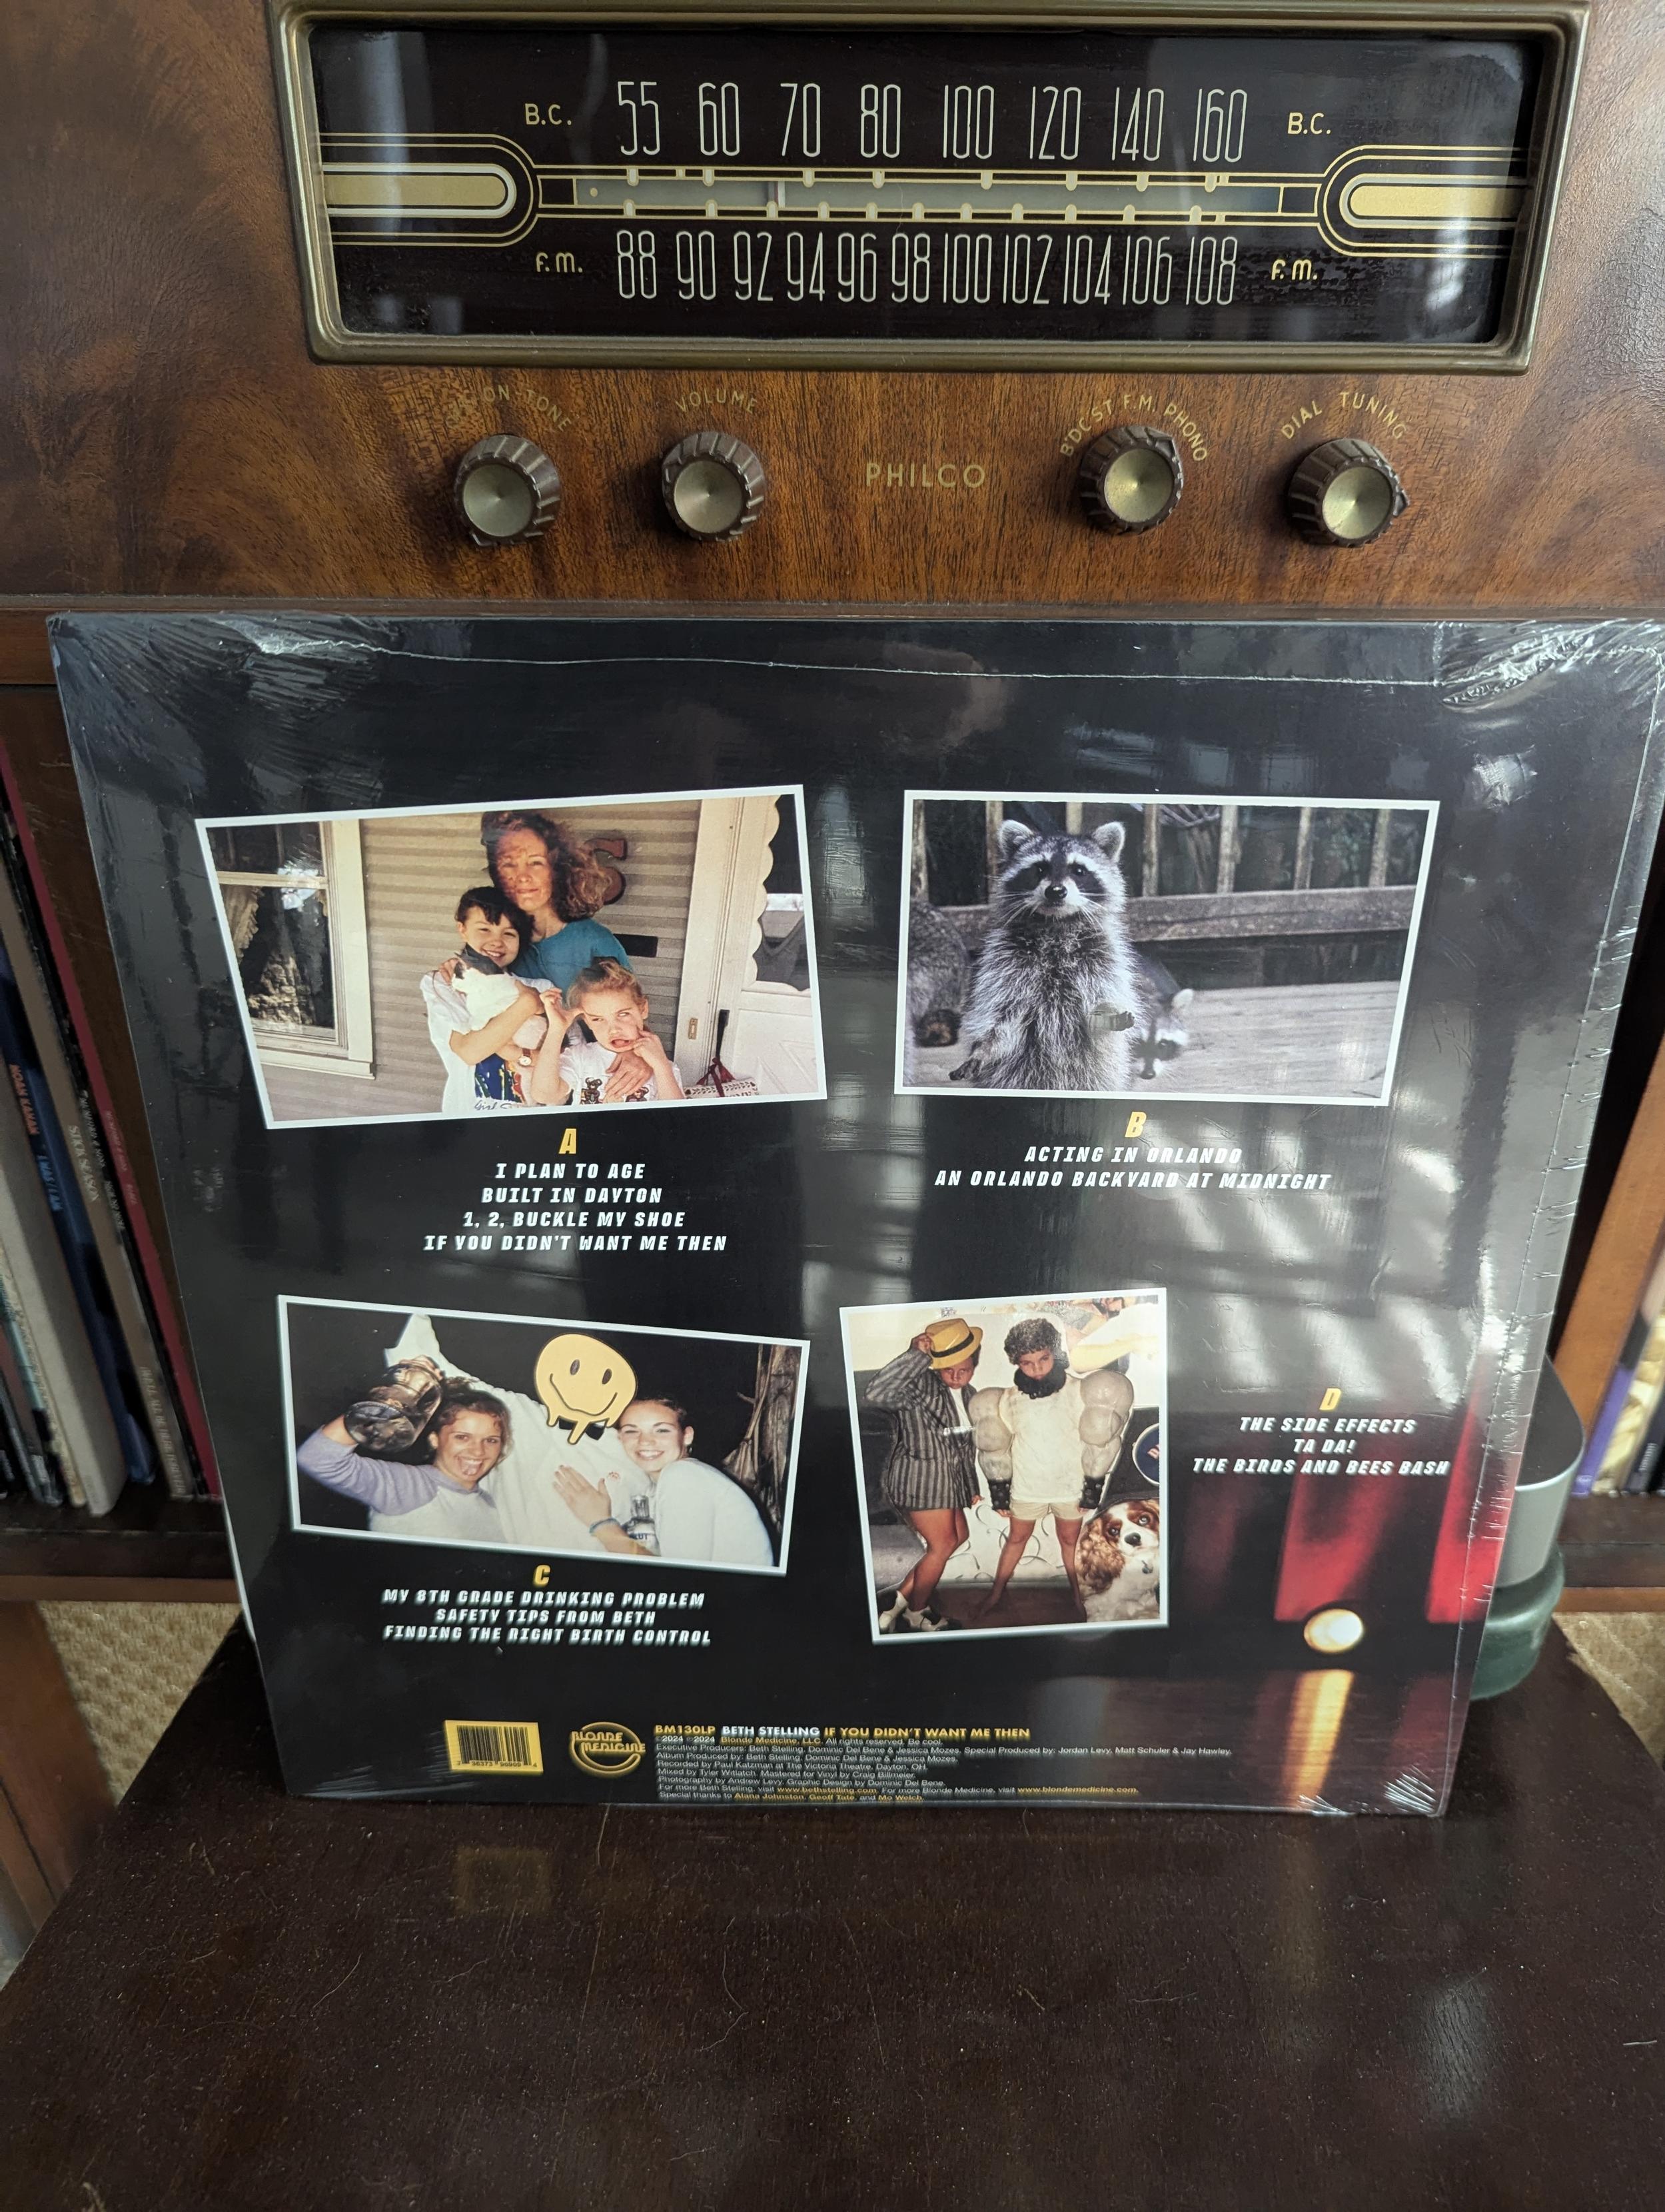 B.C. 55 60 70 80 100 120 140 160 B.C.
F.M. 88 90 92 94 96 98 100 102 104 106 108 F.M.
ON-TONE
VOLUME
PHILCO
B'DC'ST F.M. PHONO
DIAL TUNING
S
A
I PLAN TO AGE
BUILT IN DAYTON
1, 2, BUCKLE MY SHOE
IF YOU DIDN'T WANT ME THEN
B
ACTING IN ORLANDO
AN ORLANDO BACKYARD AT MIDNIGHT
C
MY 8TH GRADE DRINKING PROBLEM
SAFETY TIPS FROM BETH
FINDING THE RIGHT BIRTH CONTROL
D
THE SIDE EFFECTS
TA DA!
THE BIRDS AND BEES BASH
BLONDE
MEDICINE
BM130LP BETH STELLING IF YOU DIDN'T WANT ME THEN
©2024 ℗2024 Blonde Medicine, LLC. All rights reserved. Be cool.
Executive Producers: Beth Stelling, Dominic Del Bene & Jessica Mozes. Special Produced by: Jordan Levy, Matt Schuler & Jay Hawley.
Album Produced by: Beth Stelling, Dominic Del Bene & Jessica Mozes.
Recorded by Paul Katzman at The Victoria Theatre, Dayton, OH.
Mixed by Tyler Witlatch. Mastered for Vinyl by Craig Billmeier.
Photography by Andrew Levy. Graphic Design by Dominic Del Bene.
For more Beth Stelling, visit www.bethstelling.com. For more Blonde Medicine, visit www.blondemedicine.com.
Special thanks to Alana Johnston, Geoff Tate, and Mo Welch.
NOAH KAHAN
I WAS / I AM
STICK SEASON